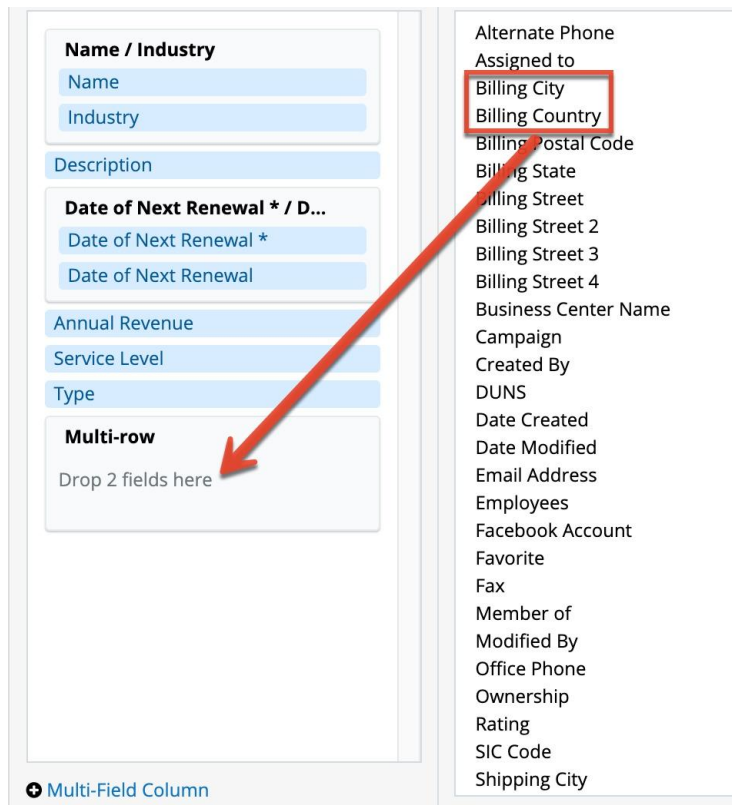 Name / Industry
Name
Industry
Description
Date of Next Renewal * / D...
Date of Next Renewal *
Date of Next Renewal
Annual Revenue
Service Level
Type
Multi-row
Drop 2 fields here
Multi-Field Column
Alternate Phone
Assigned to
Billing City
Billing Country
Billing Postal Code
Billing State
Billing Street
Billing Street 2
Billing Street 3
Billing Street 4
Business Center Name
Campaign
Created By
DUNS
Date Created
Date Modified
Email Address
Employees
Facebook Account
Favorite
Fax
Member of
Modified By
Office Phone
Ownership
Rating
SIC Code
Shipping City